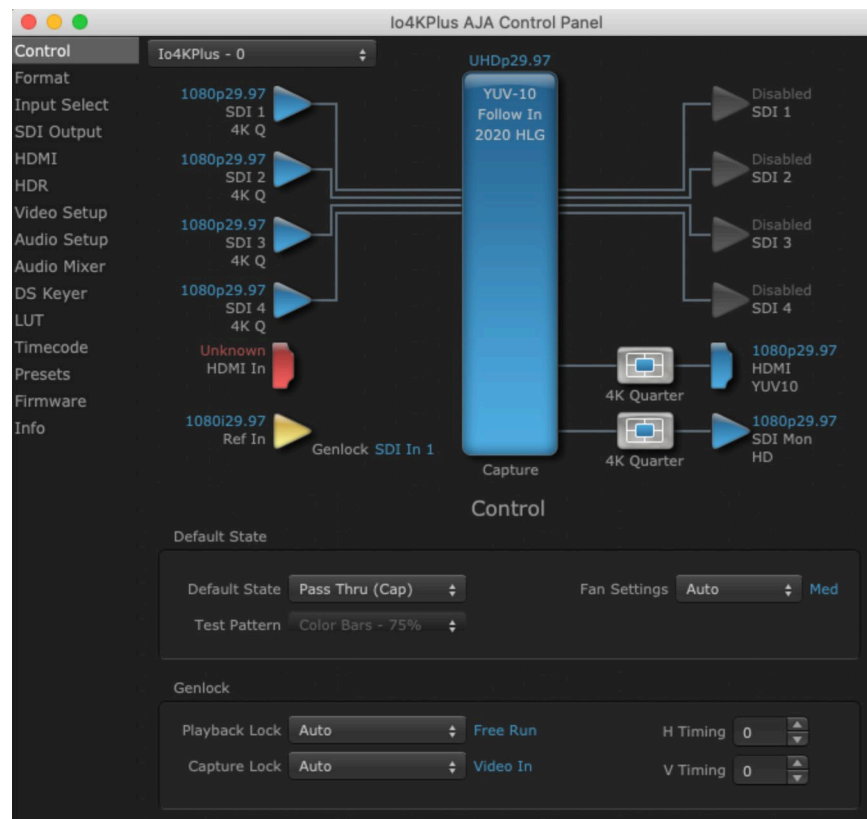 Io4KPlus AJA Control Panel
Control
Format
Input Select
SDI Output
HDMI
HDR
Video Setup
Audio Setup
Audio Mixer
DS Keyer
LUT
Timecode
Presets
Firmware
Info
Io4KPlus - 0
UHDp29.97
YUV-10
Follow In
2020 HLG
1080p29.97
SDI 1
4K Q
1080p29.97
SDI 2
4K Q
1080p29.97
SDI 3
4K Q
1080p29.97
SDI 4
4K Q
Unknown
HDMI In
1080i29.97
Ref In
Genlock SDI In 1
Disabled
SDI 1
Disabled
SDI 2
Disabled
SDI 3
Disabled
SDI 4
4K Quarter
1080p29.97
HDMI
YUV10
4K Quarter
1080p29.97
SDI Mon
HD
Capture
Control
Default State
Default State Pass Thru (Cap)
Fan Settings Auto Med
Test Pattern Color Bars - 75%
Genlock
Playback Lock Auto Free Run
H Timing 0
Capture Lock Auto Video In
V Timing 0